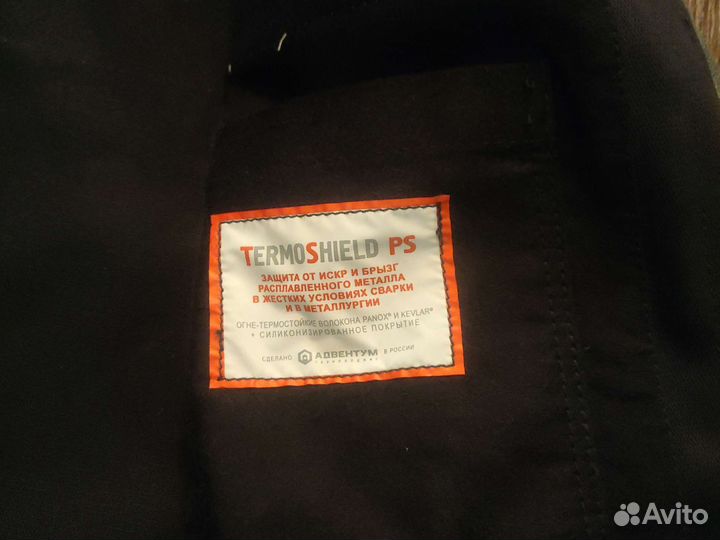 TERMOSHIELD PS
ЗАЩИТА ОТ ИСКР И БРЫЗГ
РАСПЛАВЛЕННОГО МЕТАЛЛА
В ЖЕСТКИХ УСЛОВИЯХ СВАРКИ
И В МЕТАЛЛУРГИИ
ОГНЕ-ТЕРМОСТОЙКИЕ ВОЛОКОНА PANOX® И KEVLAR®
+ СИЛИКОНИЗИРОВАННОЕ ПОКРЫТИЕ
СДЕЛАНО АДВЕНТУМ В РОССИИ
Avito